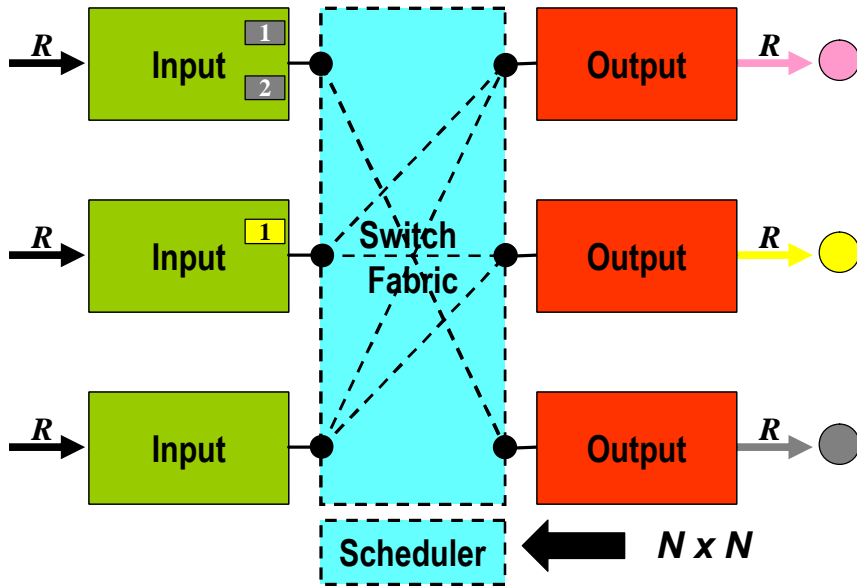 R
1
2
Input
Output
R
R
1
Input
Switch
Fabric
Output
R
R
Input
Output
R
Scheduler
N x N